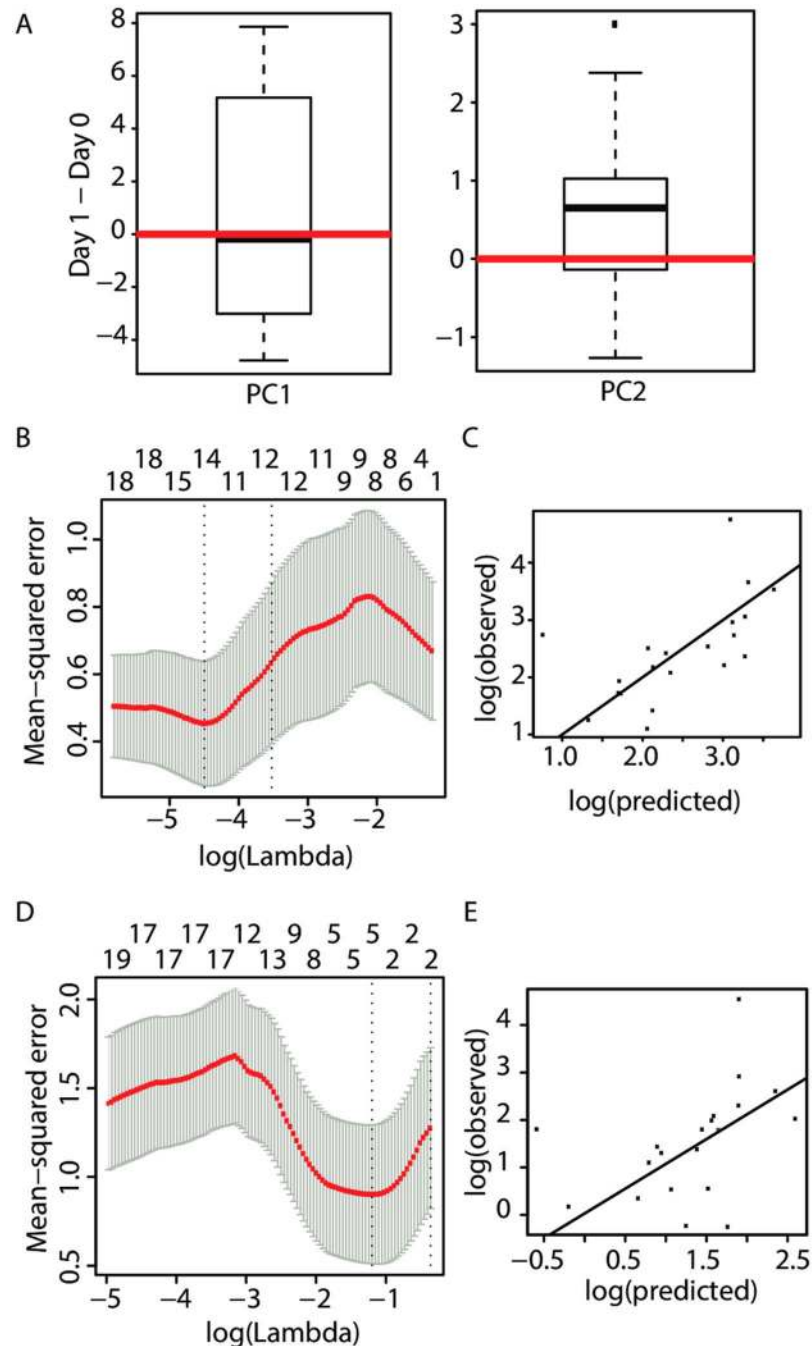 A
Day 1 − Day 0
8
6
4
2
0
−2
−4
PC1
3
2
1
0
−1
PC2
B
18 14 12 11 9 8 4
18 15 11 12 9 8 6 1
Mean−squared error
1.0
0.8
0.6
0.4
−5 −4 −3 −2
log(Lambda)
C
log(observed)
4
3
2
1
1.0 2.0 3.0
log(predicted)
D
17 17 12 9 5 5 2
19 17 17 13 8 5 2 2
Mean−squared error
2.0
1.5
1.0
0.5
−5 −4 −3 −2 −1
log(Lambda)
E
log(observed)
4
3
2
1
0
−0.5 0.5 1.5 2.5
log(predicted)